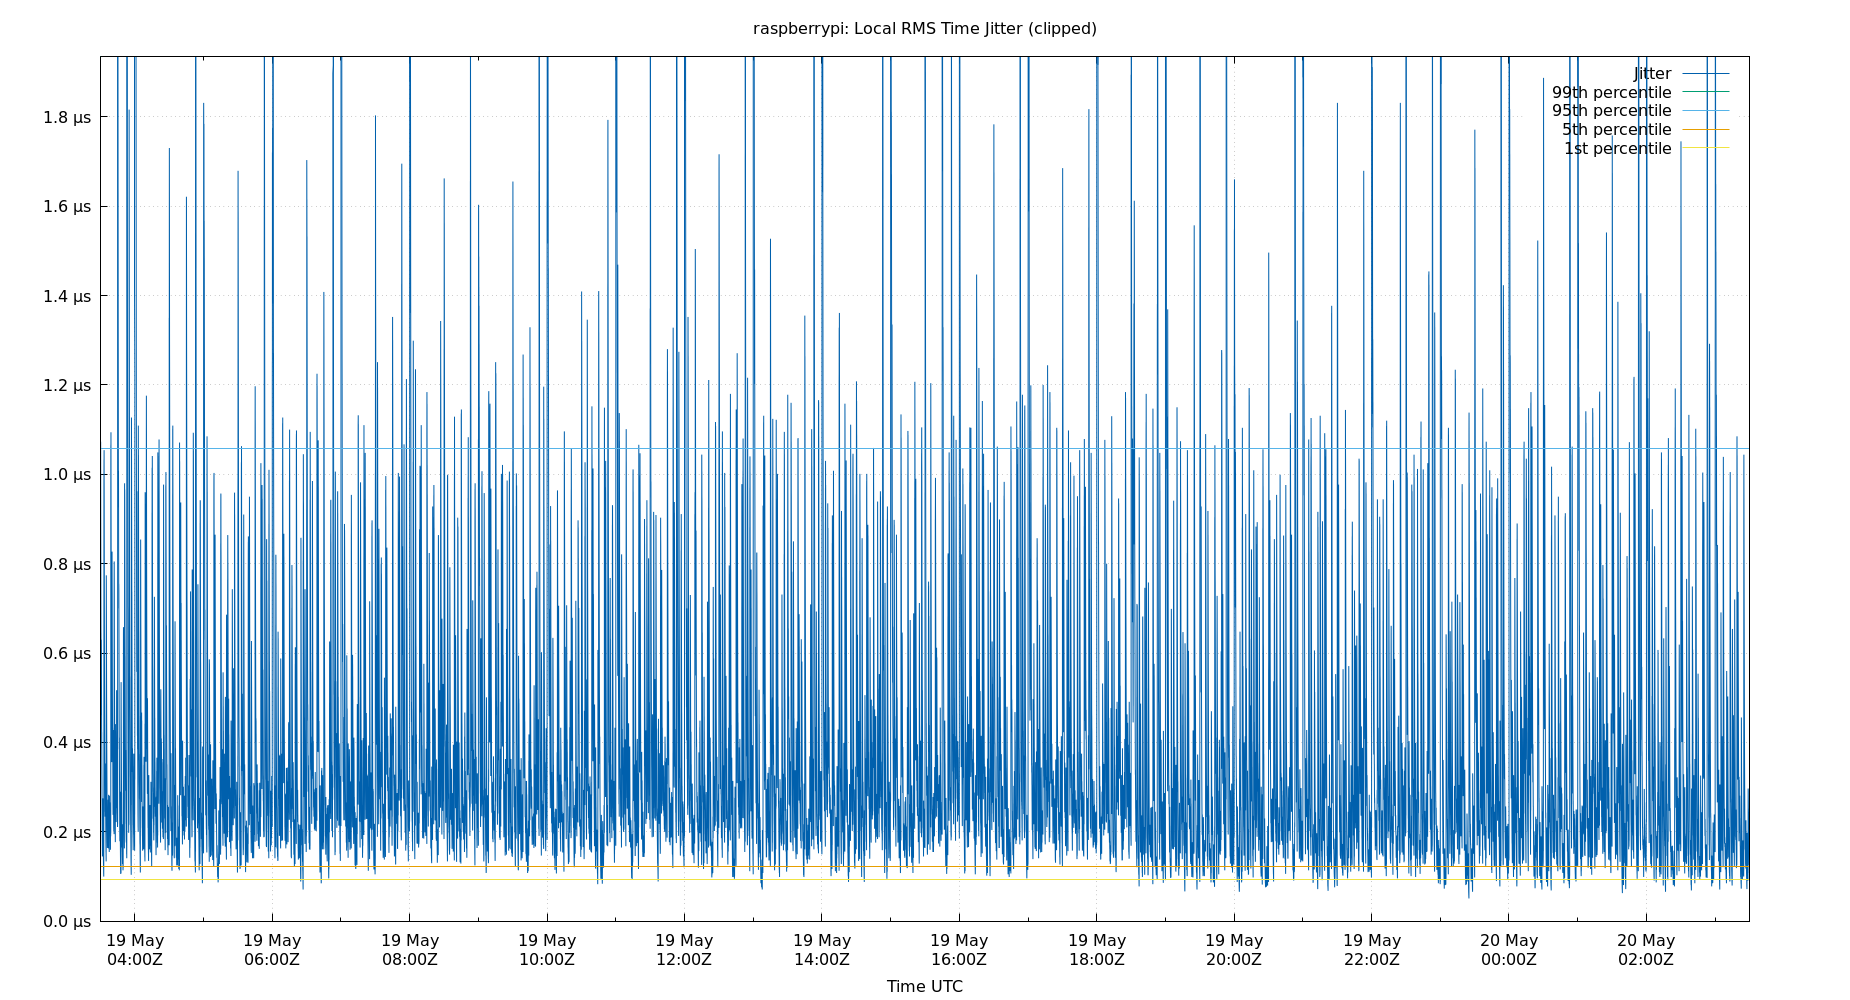 raspberrypi: Local RMS Time Jitter (clipped)
Jitter
99th percentile
95th percentile
5th percentile
1st percentile
1.8 µs
1.6 µs
1.4 µs
1.2 µs
1.0 µs
0.8 µs
0.6 µs
0.4 µs
0.2 µs
0.0 µs
19 May 19 May 19 May 19 May 19 May 19 May 19 May 19 May 19 May 19 May 20 May 20 May
04:00Z 06:00Z 08:00Z 10:00Z 12:00Z 14:00Z 16:00Z 18:00Z 20:00Z 22:00Z 00:00Z 02:00Z
Time UTC